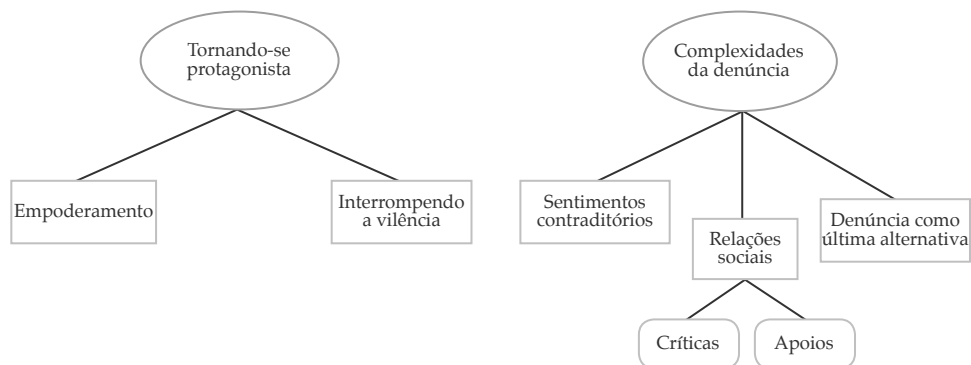 Tornando-se
protagonista
Empoderamento
Interrompendo
a vilência
Complexidades
da denúncia
Sentimentos
contraditórios
Relações
sociais
Denúncia como
última alternativa
Críticas
Apoios